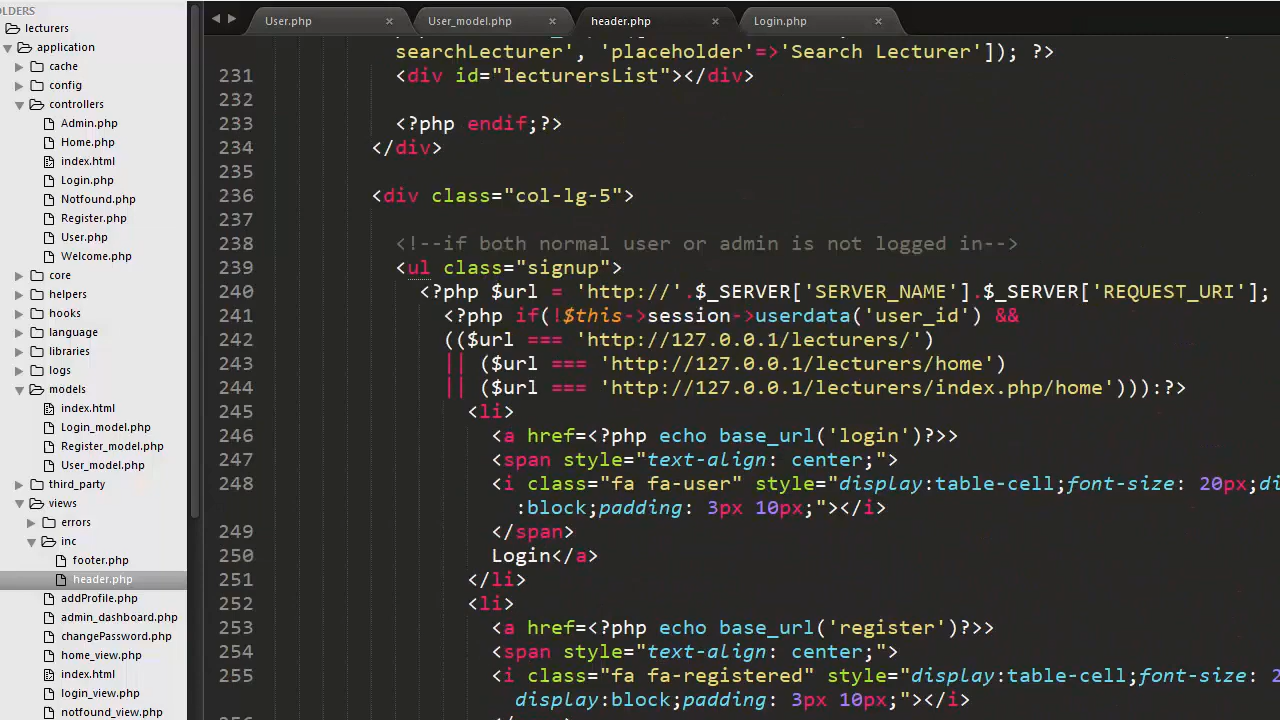 OLDERS
lecturers
application
cache
config
controllers
Admin.php
Home.php
index.html
Login.php
Notfound.php
Register.php
User.php
Welcome.php
core
helpers
hooks
language
libraries
logs
models
index.html
Login_model.php
Register_model.php
User_model.php
third_party
views
errors
inc
footer.php
header.php
addProfile.php
admin_dashboard.php
changePassword.php
home_view.php
index.html
login_view.php
notfound_view.php
User.php × User_model.php × header.php × Login.php ×
searchLecturer', 'placeholder'=>'Search Lecturer']); ?>
231 <div id="lecturersList"></div>
232
233 <?php endif;?>
234 </div>
235
236 <div class="col-lg-5">
237
238 <!--if both normal user or admin is not logged in-->
239 <ul class="signup">
240 <?php $url = 'http://'.$_SERVER['SERVER_NAME'].$_SERVER['REQUEST_URI'];
241 <?php if(!$this->session->userdata('user_id') &&
242 (($url === 'http://127.0.0.1/lecturers/')
243 || ($url === 'http://127.0.0.1/lecturers/home')
244 || ($url === 'http://127.0.0.1/lecturers/index.php/home'))):?>
245 <li>
246 <a href=<?php echo base_url('login')?>>
247 <span style="text-align: center;">
248 <i class="fa fa-user" style="display:table-cell;font-size: 20px;di
:block;padding: 3px 10px;"></i>
249 </span>
250 Login</a>
251 </li>
252 <li>
253 <a href=<?php echo base_url('register')?>>
254 <span style="text-align: center;">
255 <i class="fa fa-registered" style="display:table-cell;font-size: 2
display:block;padding: 3px 10px;"></i>